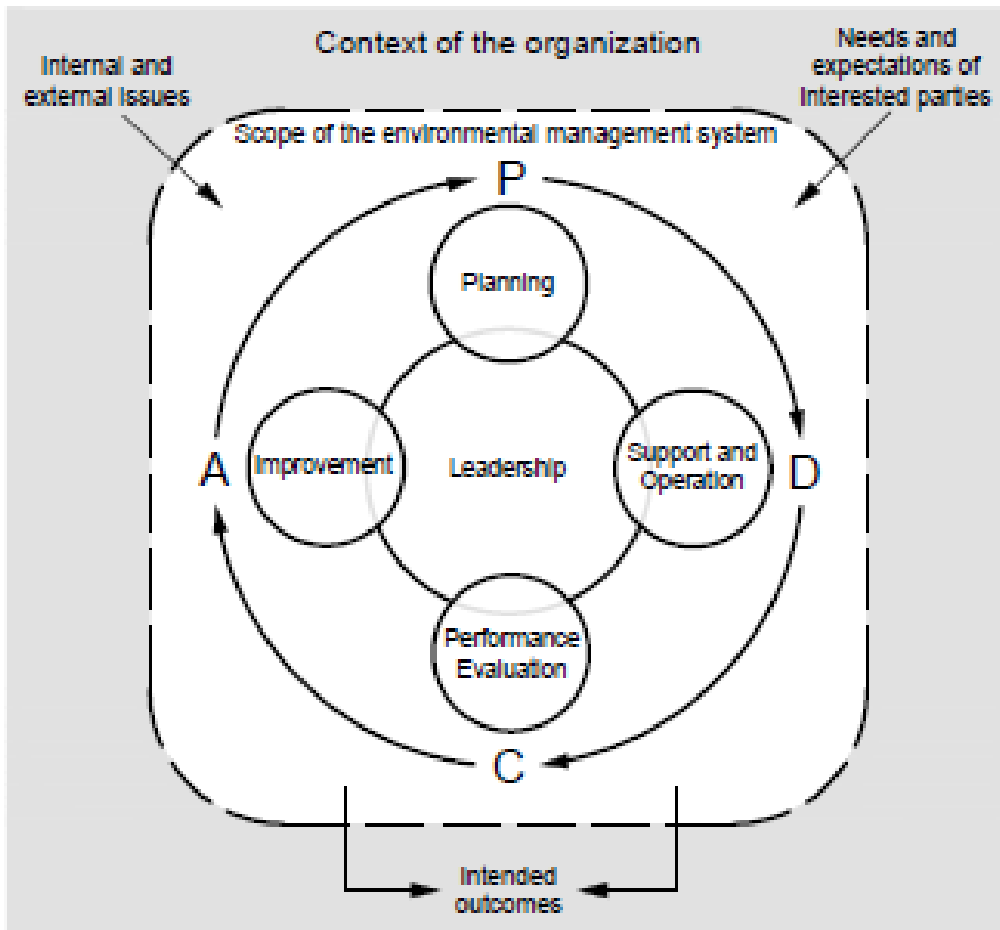 Context of the organization
Internal and
external issues
Needs and
expectations of
interested parties
Scope of the environmental management system
P
Planning
A
Improvement
Leadership
Support and
Operation
D
Performance
Evaluation
C
Intended
outcomes